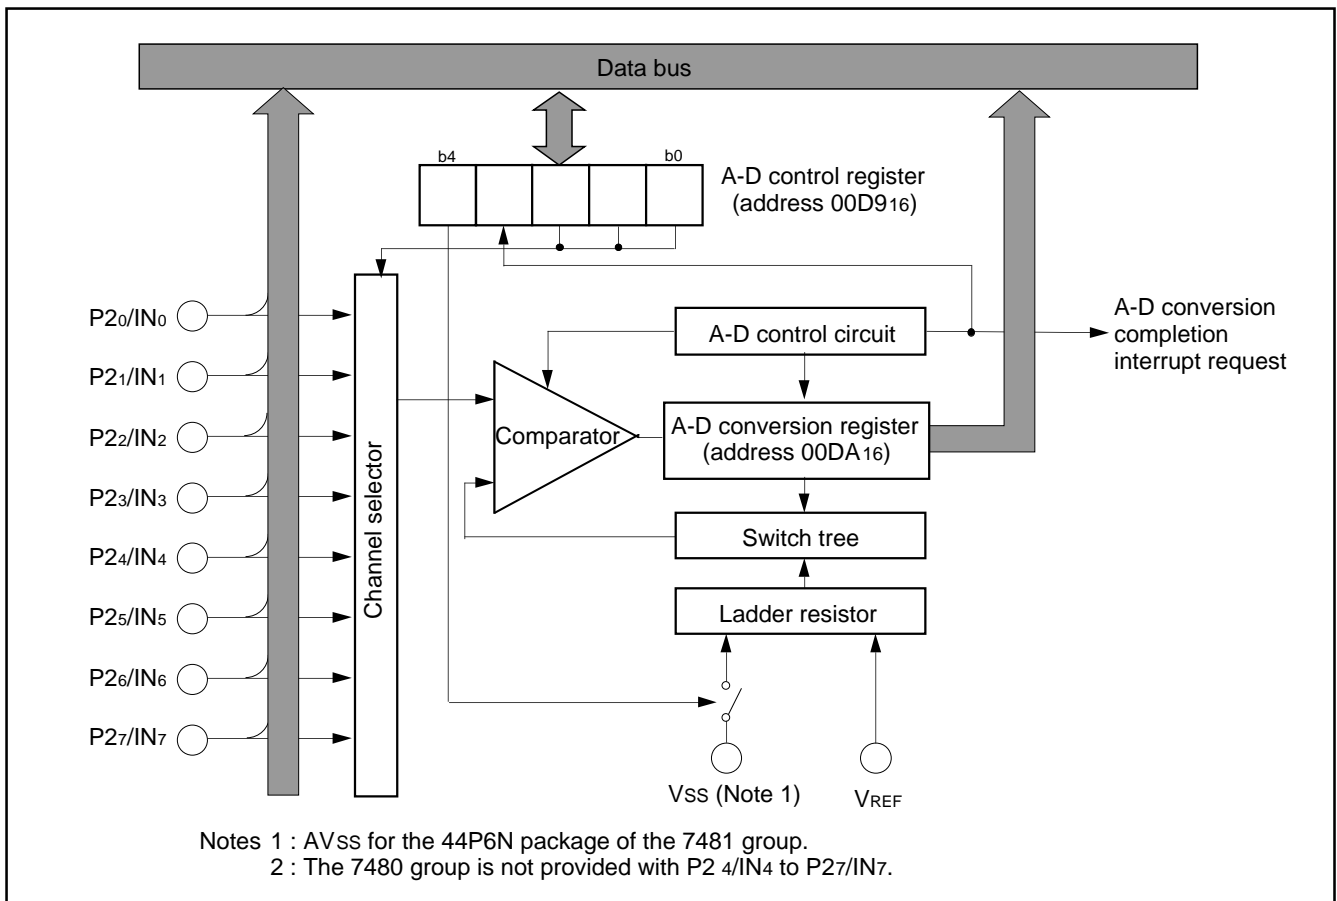 Data bus
b4
b0
A-D control register
(address 00D916)
P20/IN0
P21/IN1
P22/IN2
P23/IN3
P24/IN4
P25/IN5
P26/IN6
P27/IN7
Channel selector
Comparator
A-D control circuit
A-D conversion
completion
interrupt request
A-D conversion register
(address 00DA16)
Switch tree
Ladder resistor
VSS (Note 1)
VREF
Notes 1 : AVSS for the 44P6N package of the 7481 group.
2 : The 7480 group is not provided with P2 4/IN4 to P27/IN7.